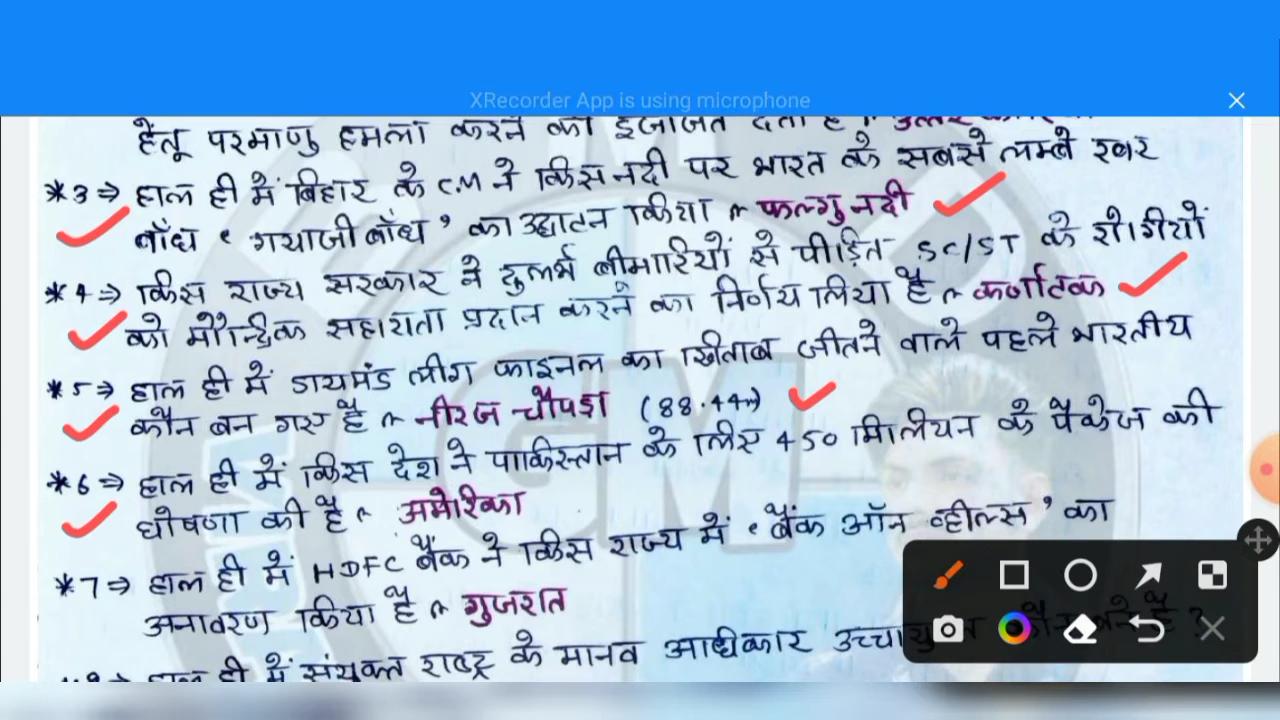 XRecorder App is using microphone
हेतू परमाणु हमला करने की इजाजत देता है
*3⇒ हाल ही में बिहार के C.M ने किस नदी पर भारत के सबसे लम्बे रबर
बाँध “ गयाजी बाँध ” का उद्घाटन किया ~ फल्गु नदी
*4⇒ किस राज्य सरकार ने दुलर्भ बीमारियों से पीड़ित SC/ST के रोगियों
को मौन्द्रिक सहायता प्रदान करने का निर्णय लिया है ~ कर्णाटक
*5⇒ हाल ही में डायमंड लीग फाइनल का खिताब जीतने वाले पहले भारतीय
कौन बन गए है ~ नीरज चौपड़ा (88.44m)
*6⇒ हाल ही में किस देश ने पाकिस्तान के लिए 450 मिलियन के पैकेज की
घोषणा की है ~ अमेरिका
*7⇒ हाल ही में HDFC बैंक ने किस राज्य में “ बैंक ऑन व्हील्स ” का
अनावरण किया है ~ गुजरात
हाल ही में संयुक्त राष्ट्र के मानव अधिकार
GM